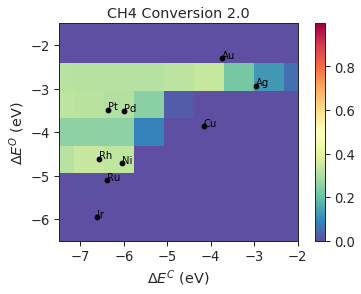 CH4 Conversion 2.0
ΔE^O (eV)
−2
−3
−4
−5
−6
Au
Ag
Pt
Pd
Cu
Rh
Ni
Ru
Ir
−7 −6 −5 −4 −3 −2
ΔE^C (eV)
0.8
0.6
0.4
0.2
0.0